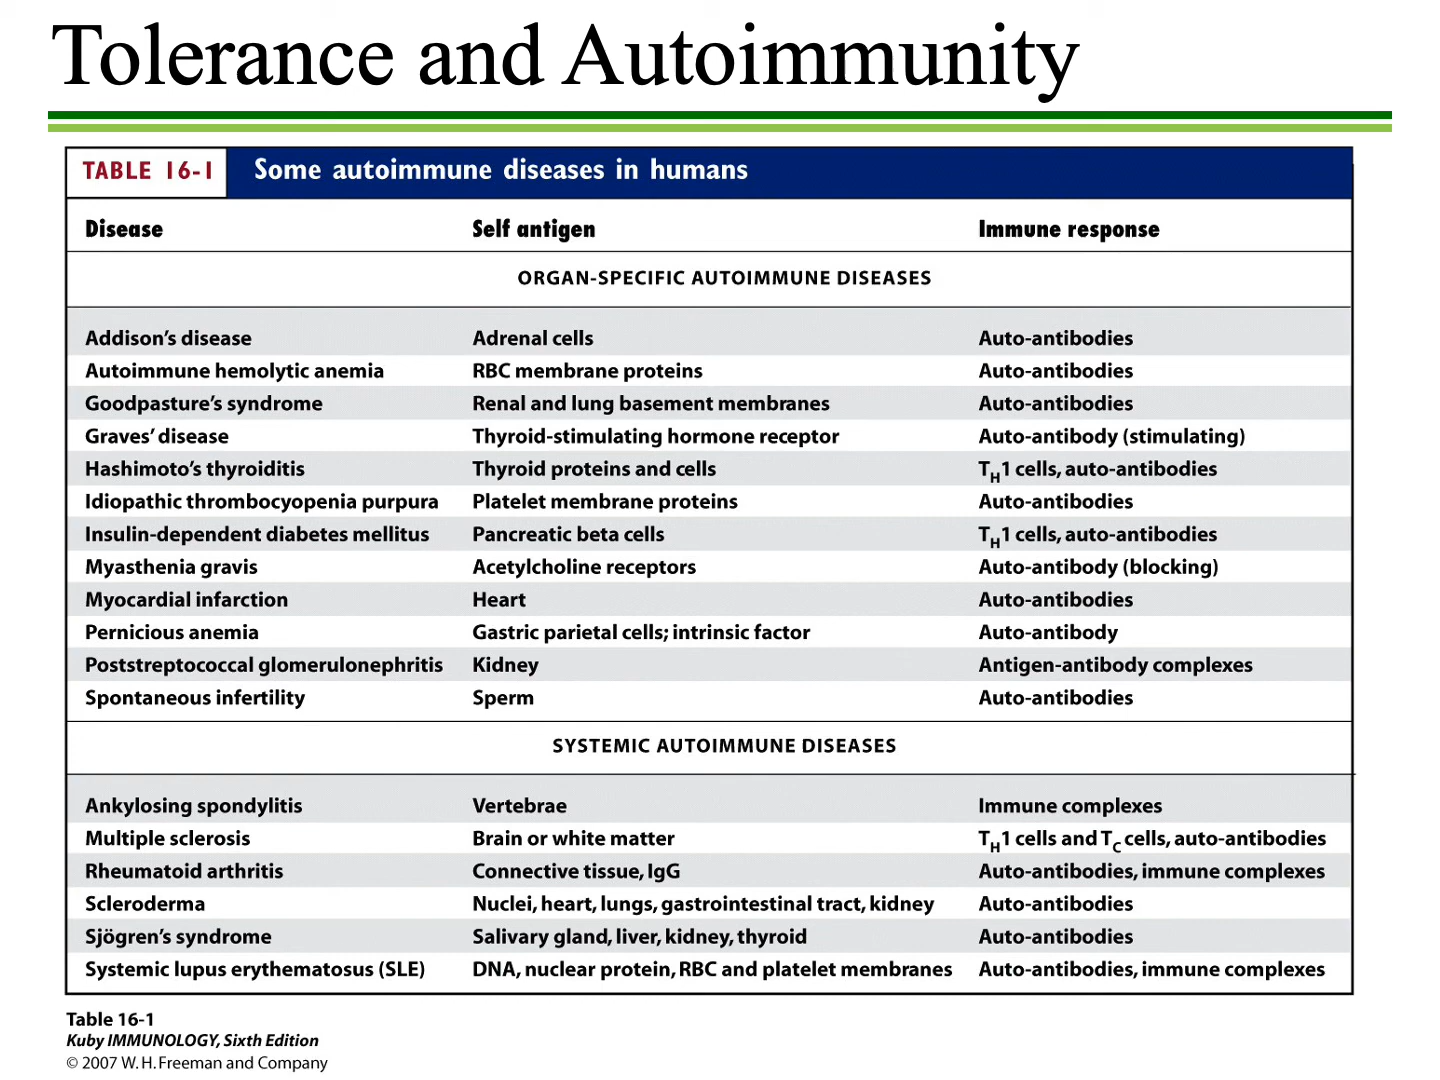 Tolerance and Autoimmunity
TABLE 16-1 Some autoimmune diseases in humans
Disease Self antigen Immune response
ORGAN-SPECIFIC AUTOIMMUNE DISEASES
Addison's disease Adrenal cells Auto-antibodies
Autoimmune hemolytic anemia RBC membrane proteins Auto-antibodies
Goodpasture's syndrome Renal and lung basement membranes Auto-antibodies
Graves' disease Thyroid-stimulating hormone receptor Auto-antibody (stimulating)
Hashimoto's thyroiditis Thyroid proteins and cells TH1 cells, auto-antibodies
Idiopathic thrombocyopenia purpura Platelet membrane proteins Auto-antibodies
Insulin-dependent diabetes mellitus Pancreatic beta cells TH1 cells, auto-antibodies
Myasthenia gravis Acetylcholine receptors Auto-antibody (blocking)
Myocardial infarction Heart Auto-antibodies
Pernicious anemia Gastric parietal cells; intrinsic factor Auto-antibody
Poststreptococcal glomerulonephritis Kidney Antigen-antibody complexes
Spontaneous infertility Sperm Auto-antibodies
SYSTEMIC AUTOIMMUNE DISEASES
Ankylosing spondylitis Vertebrae Immune complexes
Multiple sclerosis Brain or white matter TH1 cells and TC cells, auto-antibodies
Rheumatoid arthritis Connective tissue, IgG Auto-antibodies, immune complexes
Scleroderma Nuclei, heart, lungs, gastrointestinal tract, kidney Auto-antibodies
Sjögren's syndrome Salivary gland, liver, kidney, thyroid Auto-antibodies
Systemic lupus erythematosus (SLE) DNA, nuclear protein, RBC and platelet membranes Auto-antibodies, immune complexes
Table 16-1
Kuby IMMUNOLOGY, Sixth Edition
© 2007 W. H. Freeman and Company